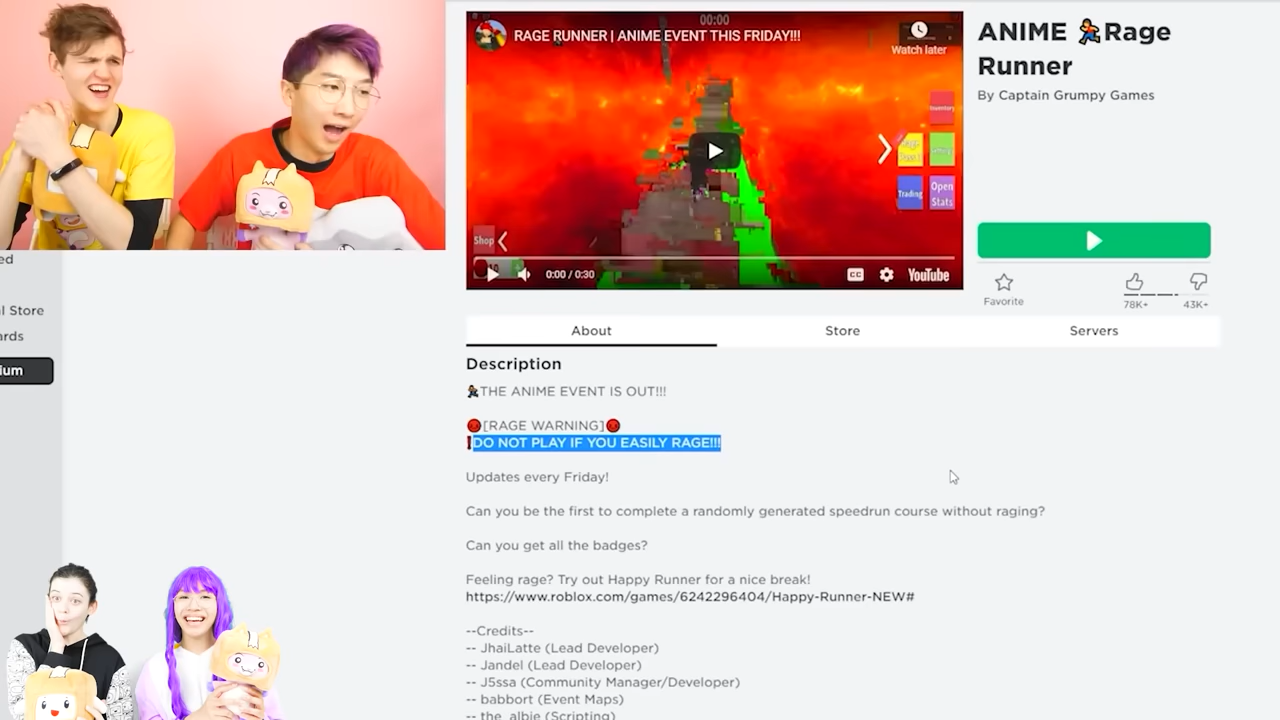 00:00
RAGE RUNNER | ANIME EVENT THIS FRIDAY!!!
Watch later
Inventory
Trading
Open
Stats
Shop
0:00 / 0:30
CC
YouTube
ANIME 🏃Rage
Runner
By Captain Grumpy Games
Favorite
78K+
43K+
ed
l Store
ards
ium
About
Store
Servers
Description
🏃THE ANIME EVENT IS OUT!!!
😡[RAGE WARNING]😡
❗DO NOT PLAY IF YOU EASILY RAGE!!!
Updates every Friday!
Can you be the first to complete a randomly generated speedrun course without raging?
Can you get all the badges?
Feeling rage? Try out Happy Runner for a nice break!
https://www.roblox.com/games/6242296404/Happy-Runner-NEW#
--Credits--
-- JhaiLatte (Lead Developer)
-- Jandel (Lead Developer)
-- J5ssa (Community Manager/Developer)
-- babbort (Event Maps)
-- the_albie (Scripting)